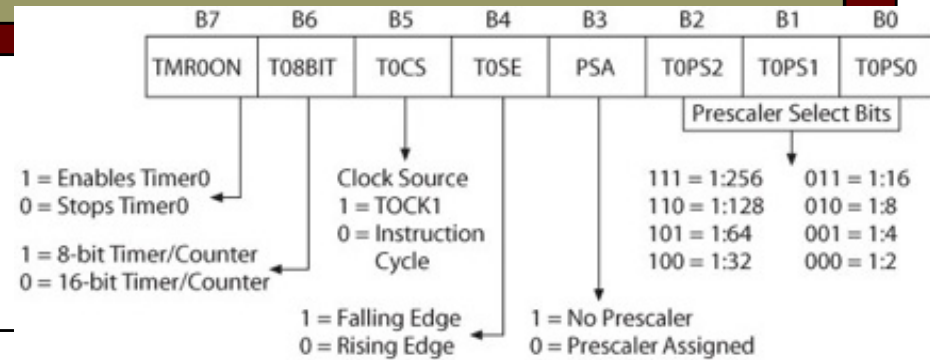 B7 B6 B5 B4 B3 B2 B1 B0
TMR0ON T08BIT T0CS T0SE PSA T0PS2 T0PS1 T0PS0
Prescaler Select Bits
1 = Enables Timer0
0 = Stops Timer0
1 = 8-bit Timer/Counter
0 = 16-bit Timer/Counter
Clock Source
1 = TOCK1
0 = Instruction
Cycle
1 = Falling Edge
0 = Rising Edge
1 = No Prescaler
0 = Prescaler Assigned
111 = 1:256 011 = 1:16
110 = 1:128 010 = 1:8
101 = 1:64 001 = 1:4
100 = 1:32 000 = 1:2